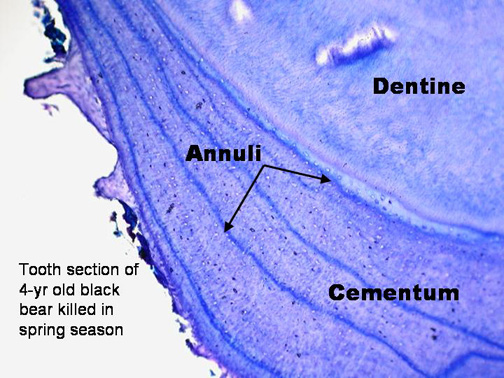 Dentine
Annuli
Cementum
Tooth section of
4-yr old black
bear killed in
spring season